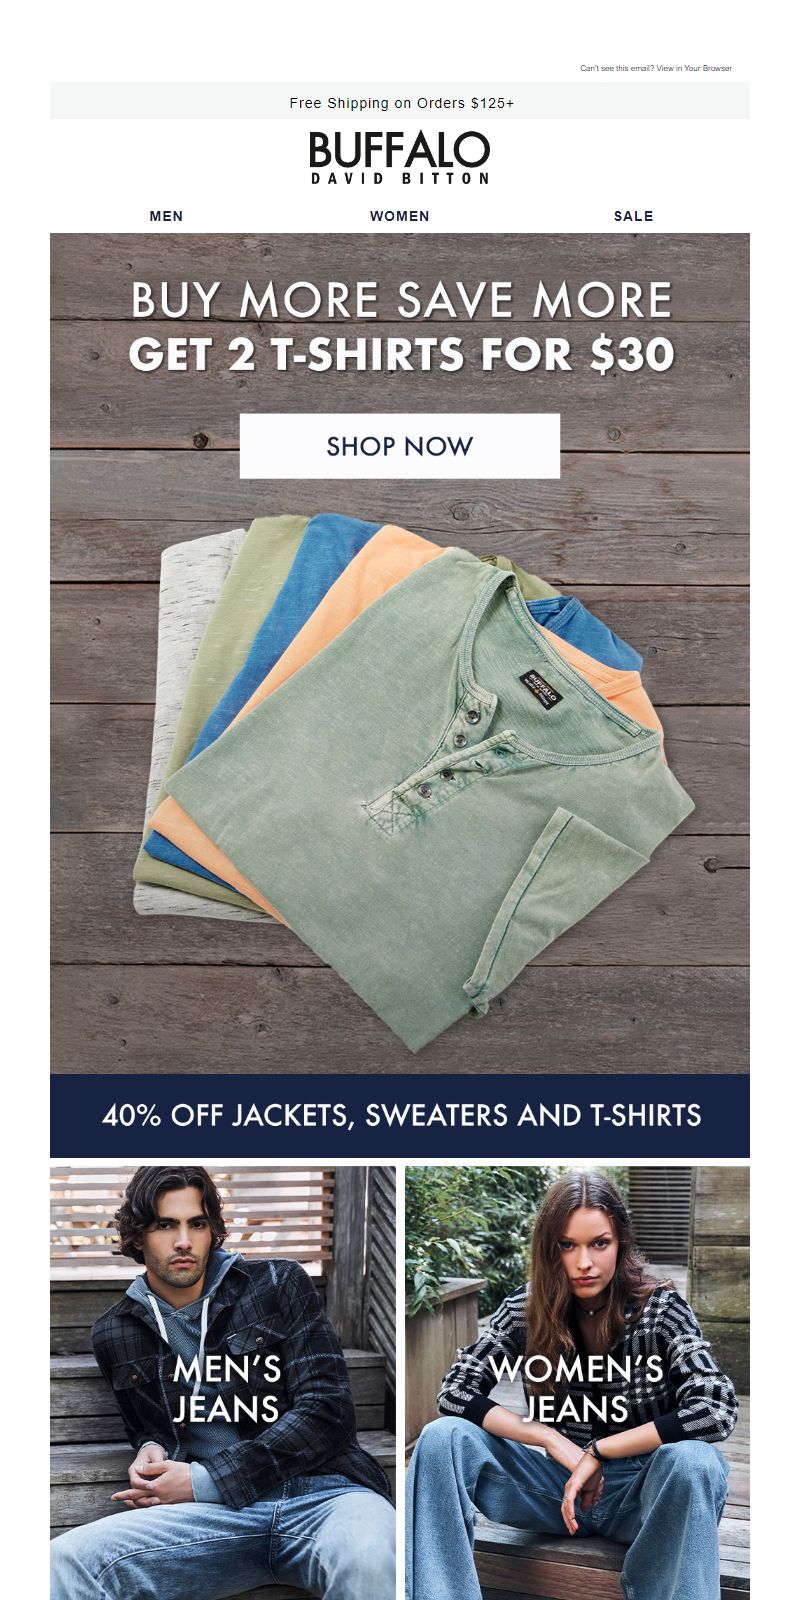 Can't see this email? View in Your Browser
Free Shipping on Orders $125+
BUFFALO
DAVID BITTON
MEN WOMEN SALE
BUY MORE SAVE MORE
GET 2 T-SHIRTS FOR $30
SHOP NOW
BUFFALO
40% OFF JACKETS, SWEATERS AND T-SHIRTS
MEN'S
JEANS
WOMEN'S
JEANS